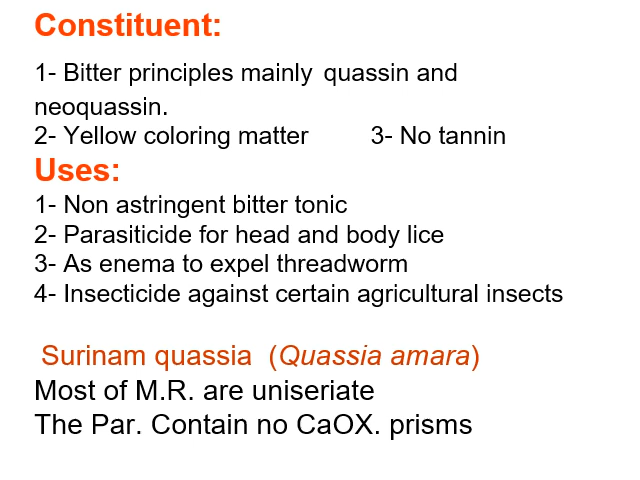 Constituent:
1- Bitter principles mainly quassin and
neoquassin.
2- Yellow coloring matter 3- No tannin
Uses:
1- Non astringent bitter tonic
2- Parasiticide for head and body lice
3- As enema to expel threadworm
4- Insecticide against certain agricultural insects
Surinam quassia (Quassia amara)
Most of M.R. are uniseriate
The Par. Contain no CaOX. prisms